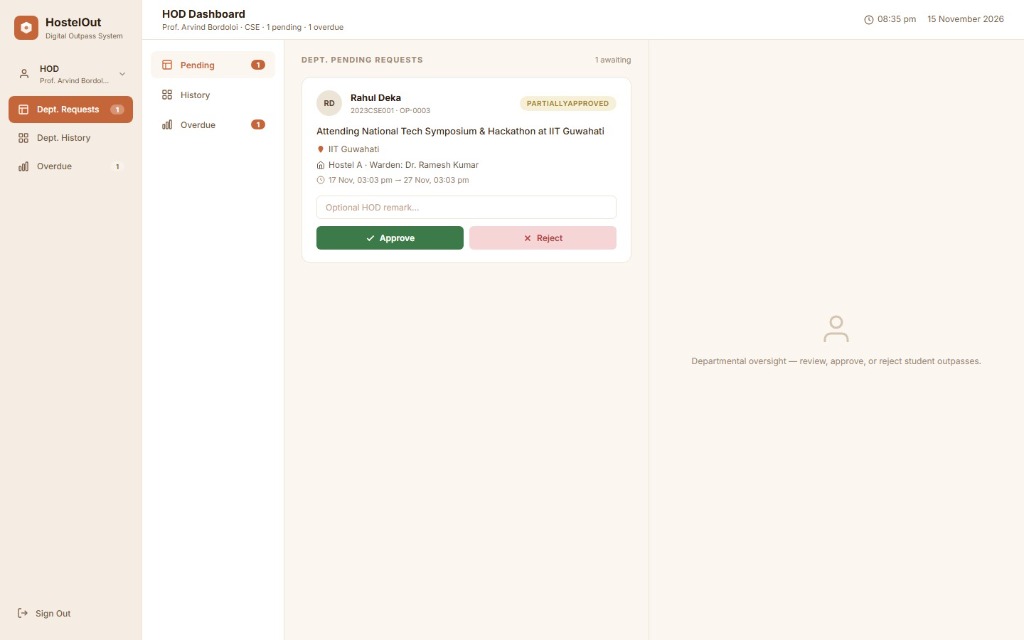 HostelOut
Digital Outpass System
HOD
Prof. Arvind Bordol...
Dept. Requests 1
Dept. History
Overdue 1
Sign Out
HOD Dashboard
Prof. Arvind Bordoloi · CSE · 1 pending · 1 overdue
08:35 pm 15 November 2026
Pending 1
History
Overdue 1
DEPT. PENDING REQUESTS 1 awaiting
RD
Rahul Deka
2023CSE001 · OP-0003
PARTIALLYAPPROVED
Attending National Tech Symposium & Hackathon at IIT Guwahati
IIT Guwahati
Hostel A · Warden: Dr. Ramesh Kumar
17 Nov, 03:03 pm → 27 Nov, 03:03 pm
Optional HOD remark...
Approve Reject
Departmental oversight — review, approve, or reject student outpasses.